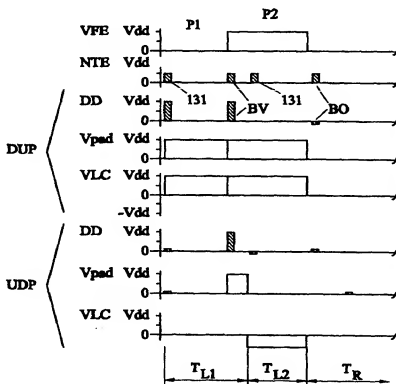 P1 P2
VFE Vdd
0
NTE Vdd
0
131 BV 131 BO
DD Vdd
0
DUP Vpad Vdd
0
VLC Vdd
0
-Vdd
DD Vdd
0
UDP Vpad Vdd
0
VLC Vdd
0
TL1 TL2 TR